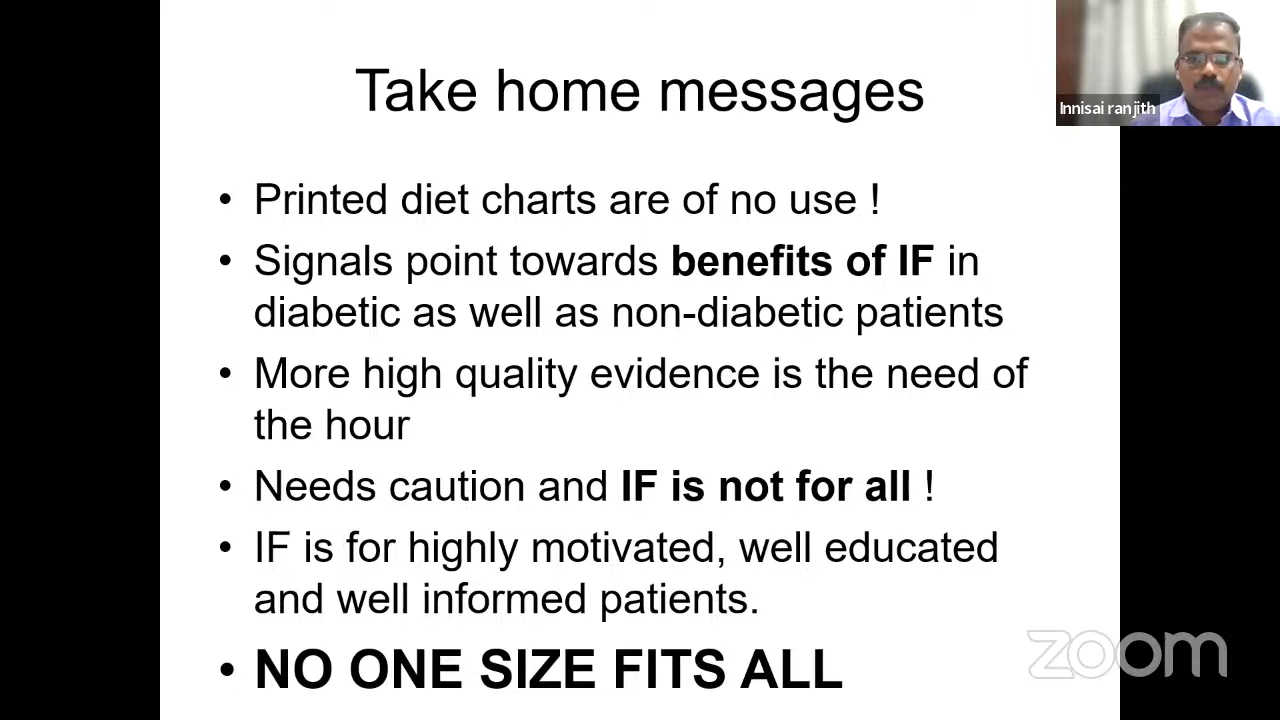 Take home messages
Innisai ranjith
• Printed diet charts are of no use !
• Signals point towards benefits of IF in
diabetic as well as non-diabetic patients
• More high quality evidence is the need of
the hour
• Needs caution and IF is not for all !
• IF is for highly motivated, well educated
and well informed patients.
• NO ONE SIZE FITS ALL
zoom